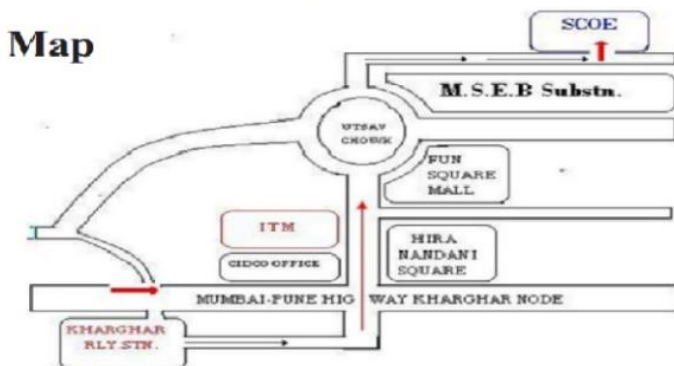 Map
SCOE
M.S.E.B Substn.
UTSAV
CHOWK
FUN
SQUARE
MALL
ITM
CIDCO OFFICE
HIRA
NANDANI
SQUARE
MUMBAI-PUNE HIG WAY KHARGHAR NODE
KHARGHAR
RLY.STN.